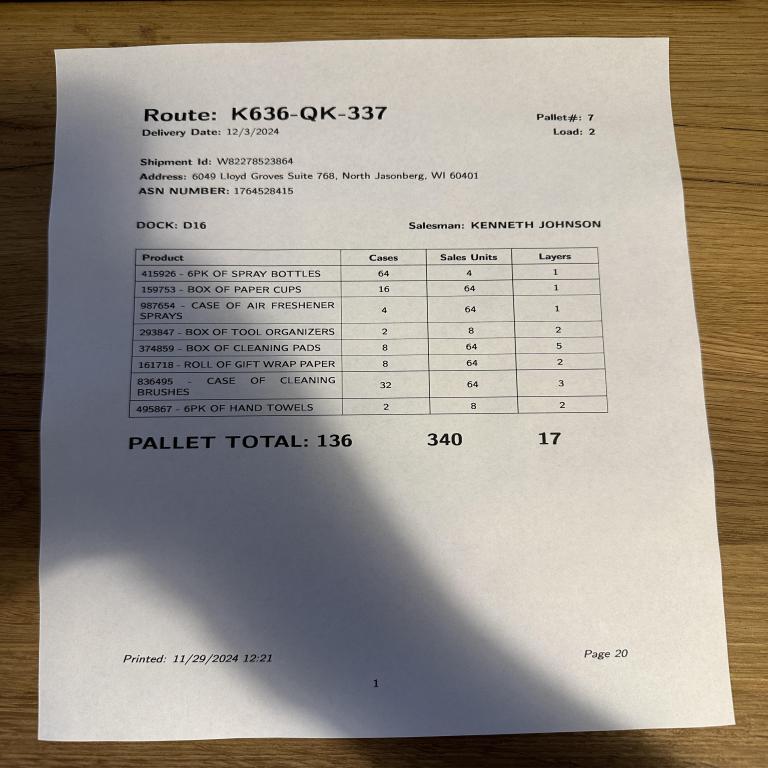 Route: K636-QK-337
Pallet#: 7
Delivery Date: 12/3/2024
Load: 2
Shipment Id: W82278523864
Address: 6049 Lloyd Groves Suite 768, North Jasonberg, WI 60401
ASN NUMBER: 1764528415
DOCK: D16 Salesman: KENNETH JOHNSON
Product Cases Sales Units Layers
415926 - 6PK OF SPRAY BOTTLES 64 4 1
159753 - BOX OF PAPER CUPS 16 64 1
987654 - CASE OF AIR FRESHENER
SPRAYS 4 64 1
293847 - BOX OF TOOL ORGANIZERS 2 8 2
374859 - BOX OF CLEANING PADS 8 64 5
161718 - ROLL OF GIFT WRAP PAPER 8 64 2
836495 - CASE OF CLEANING
BRUSHES 32 64 3
495867 - 6PK OF HAND TOWELS 2 8 2
PALLET TOTAL: 136 340 17
Printed: 11/29/2024 12:21 Page 20
1